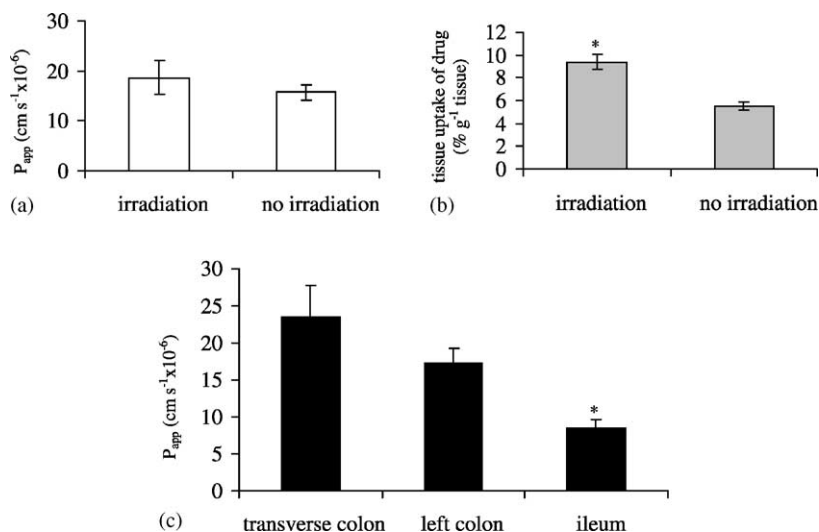 30
20
10
0
P_app (cm s⁻¹x10⁻⁶)
irradiation no irradiation
(a)
*
12
10
8
6
4
2
0
tissue uptake of drug
(% g⁻¹ tissue)
irradiation no irradiation
(b)
30
25
20
15
10
5
0
P_app (cm s⁻¹x10⁻⁶)
*
transverse colon left colon ileum
(c)